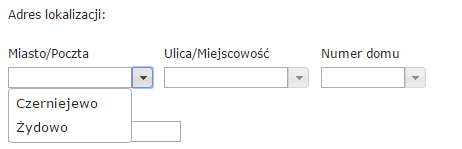 Adres lokalizacji:
Miasto/Poczta Ulica/Miejscowość Numer domu
Czerniejewo
Żydowo